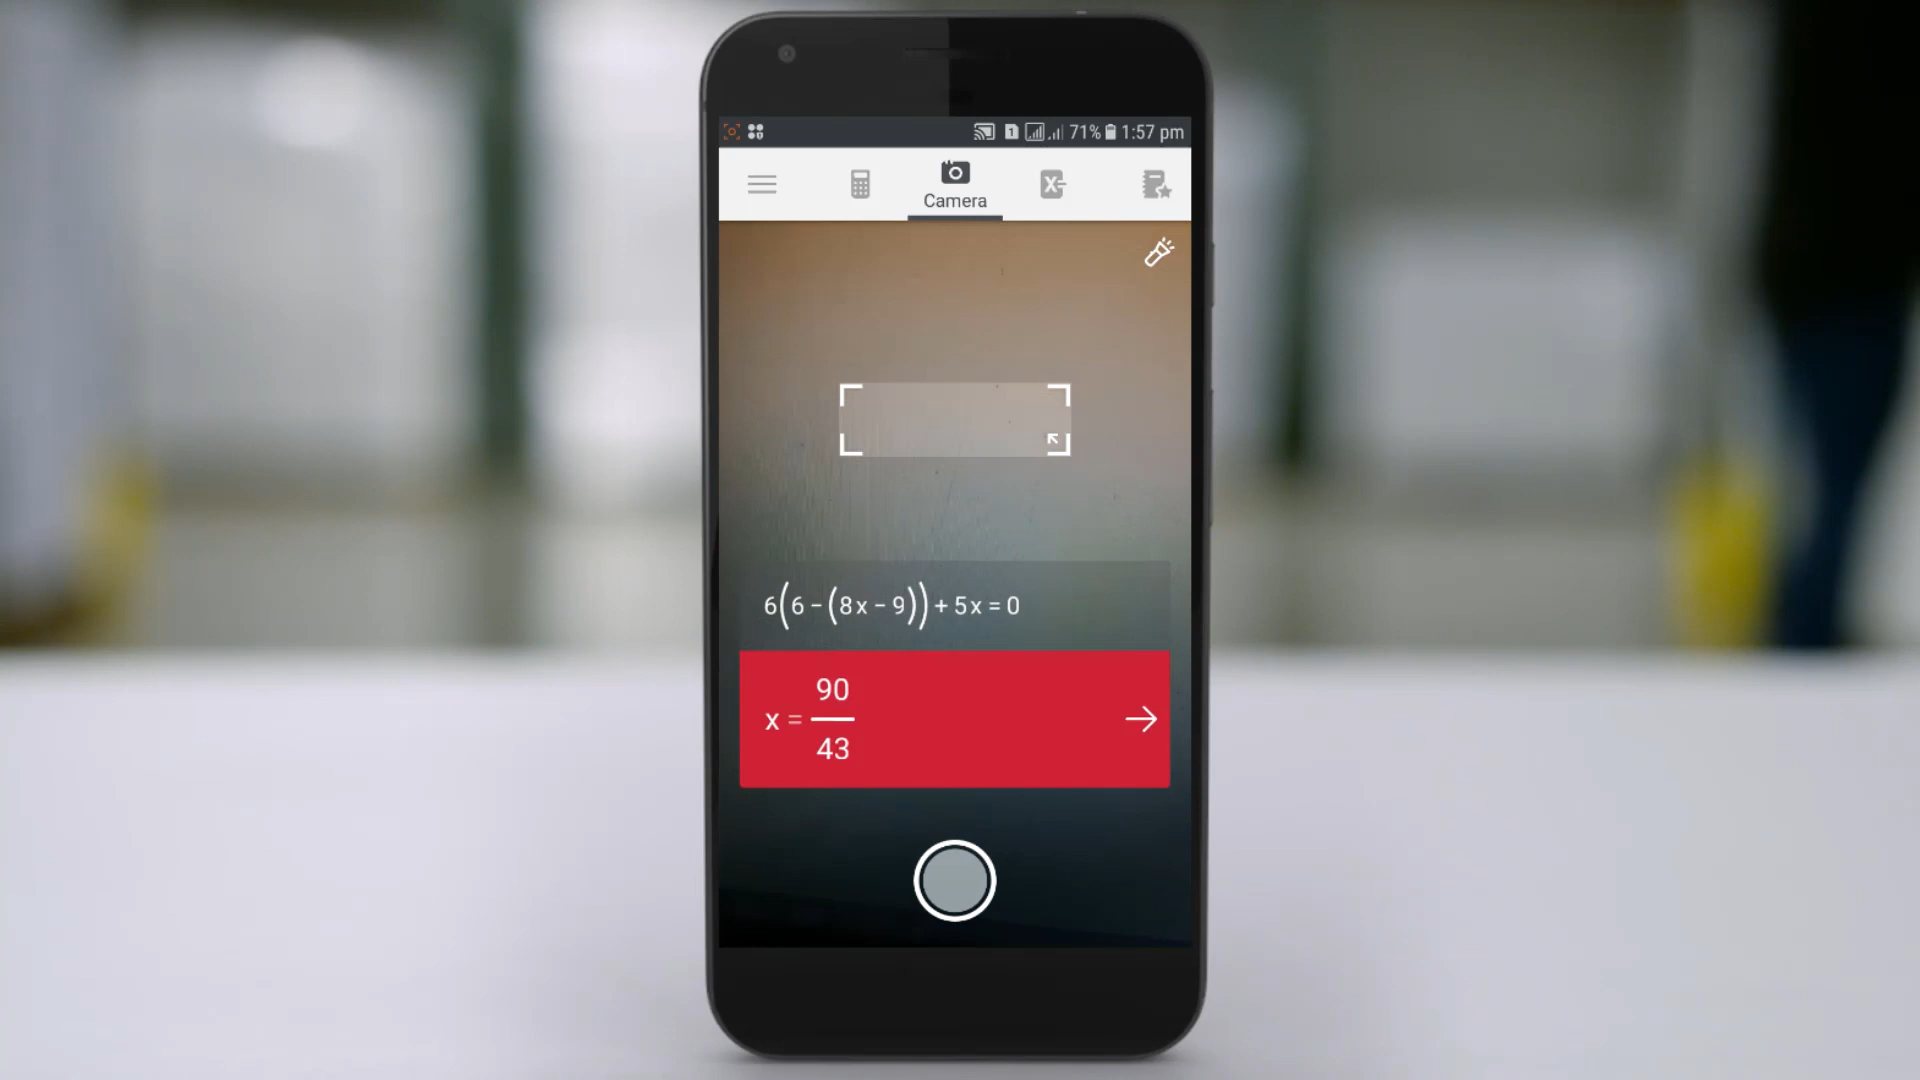 71% 1:57 pm
Camera
6(6-(8x-9))+5x=0
x = 90/43